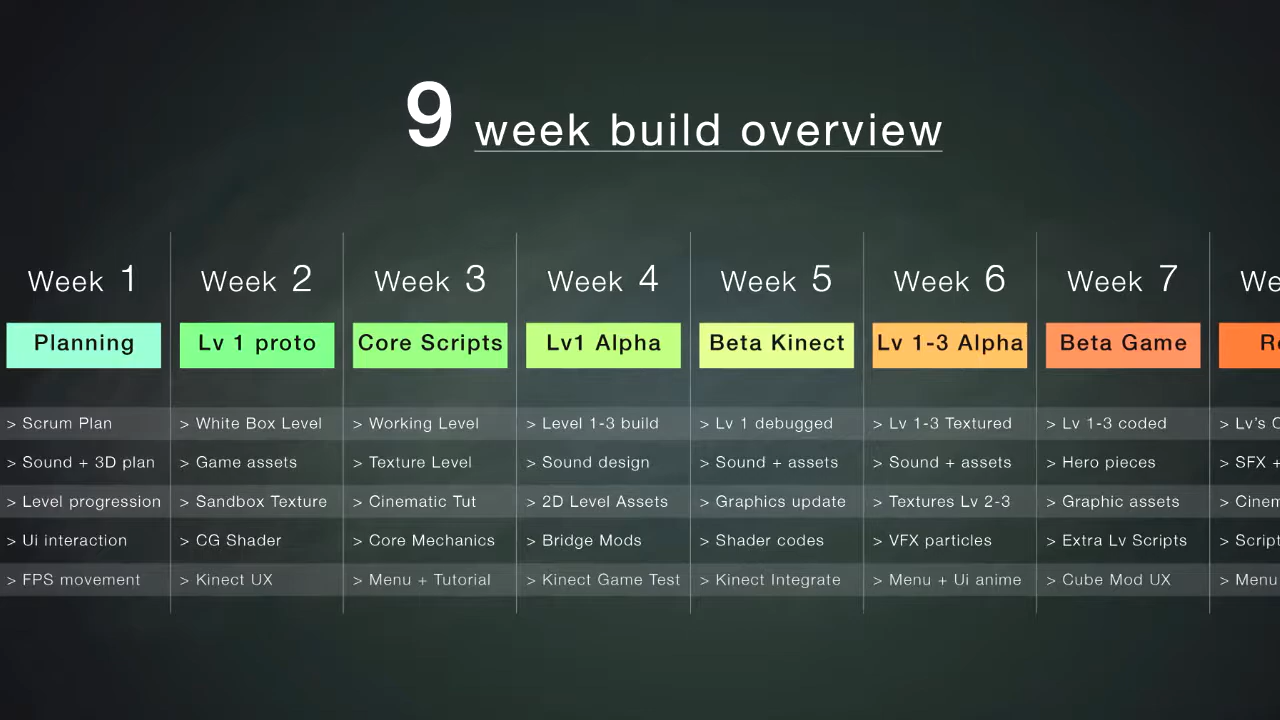 9 week build overview
Week 1 Week 2 Week 3 Week 4 Week 5 Week 6 Week 7
Planning Lv 1 proto Core Scripts Lv1 Alpha Beta Kinect Lv 1-3 Alpha Beta Game
> Scrum Plan > White Box Level > Working Level > Level 1-3 build > Lv 1 debugged > Lv 1-3 Textured > Lv 1-3 coded > Lv's
> Sound + 3D plan > Game assets > Texture Level > Sound design > Sound + assets > Sound + assets > Hero pieces > SFX +
> Level progression > Sandbox Texture > Cinematic Tut > 2D Level Assets > Graphics update > Textures Lv 2-3 > Graphic assets >
> Ui interaction > CG Shader > Core Mechanics > Bridge Mods > Shader codes > VFX particles > Extra Lv Scripts > Script
> FPS movement > Kinect UX > Menu + Tutorial > Kinect Game Test > Kinect Integrate > Menu + Ui anime > Cube Mod UX > Menu